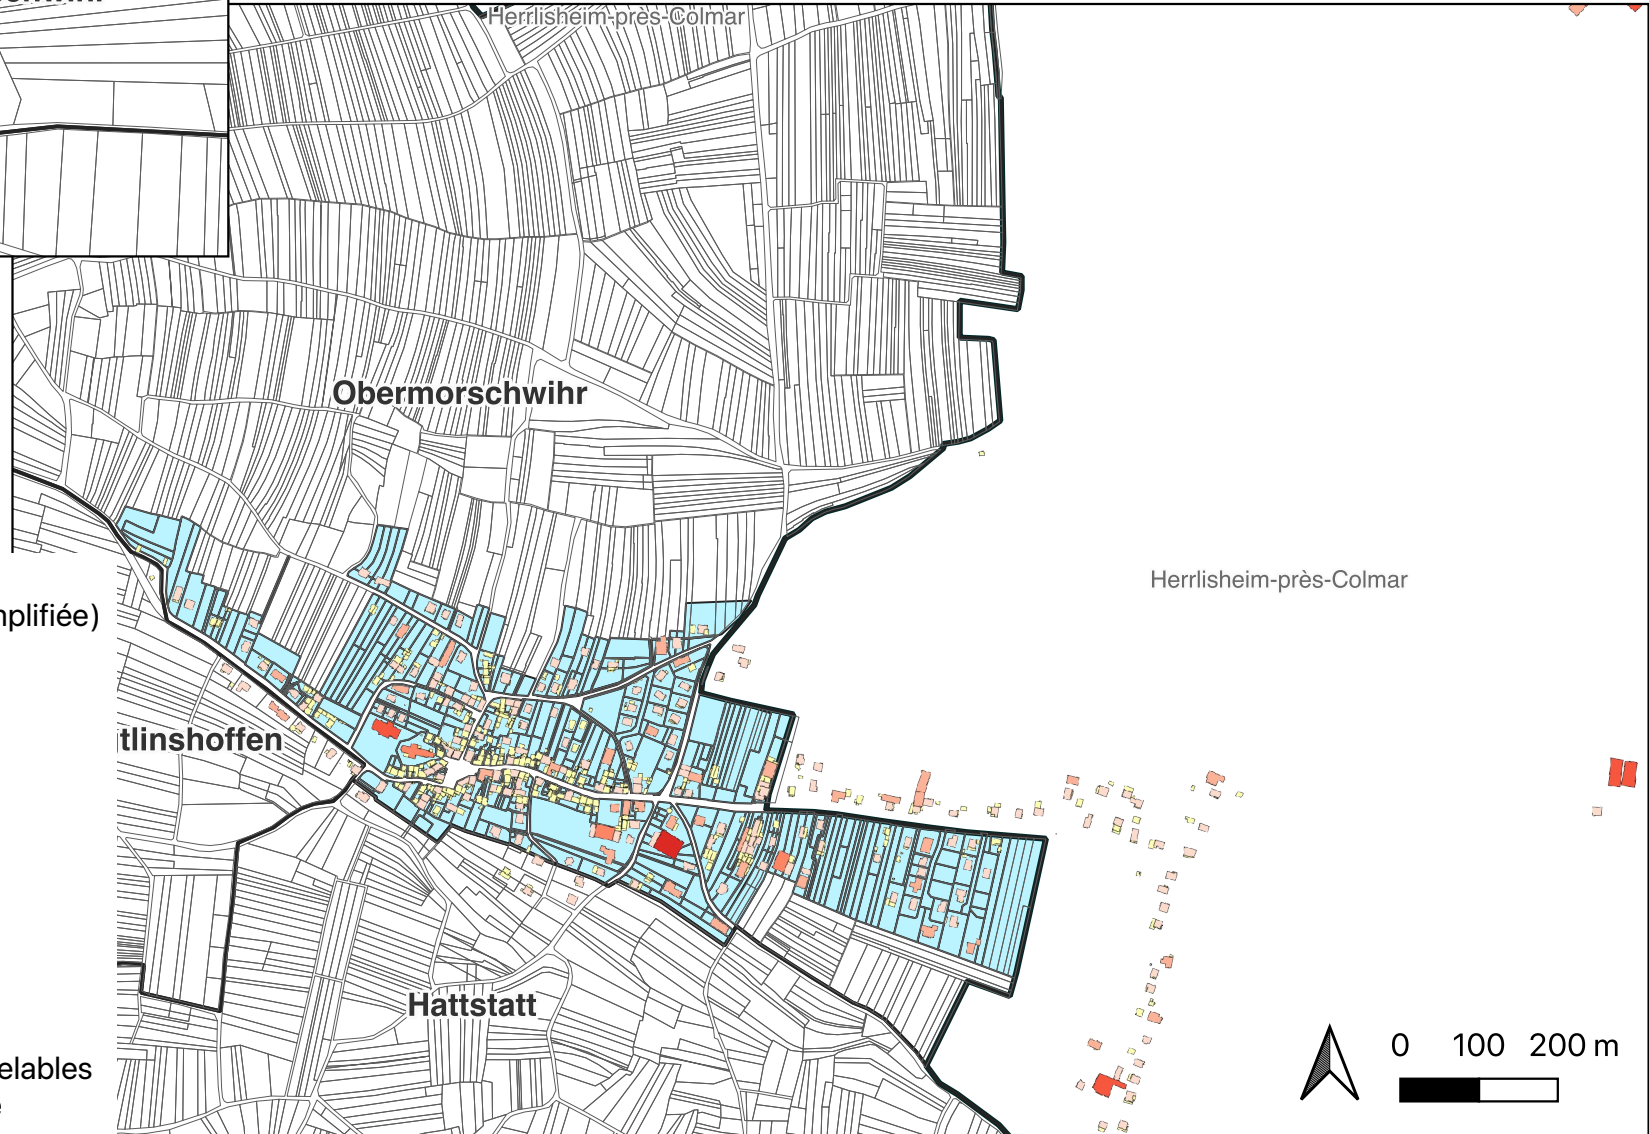 Herrlisheim-près-Colmar
Obermorschwihr
Herrlisheim-près-Colmar
nplifiée)
tlinshoffen
Hattstatt
elables
0 100 200 m